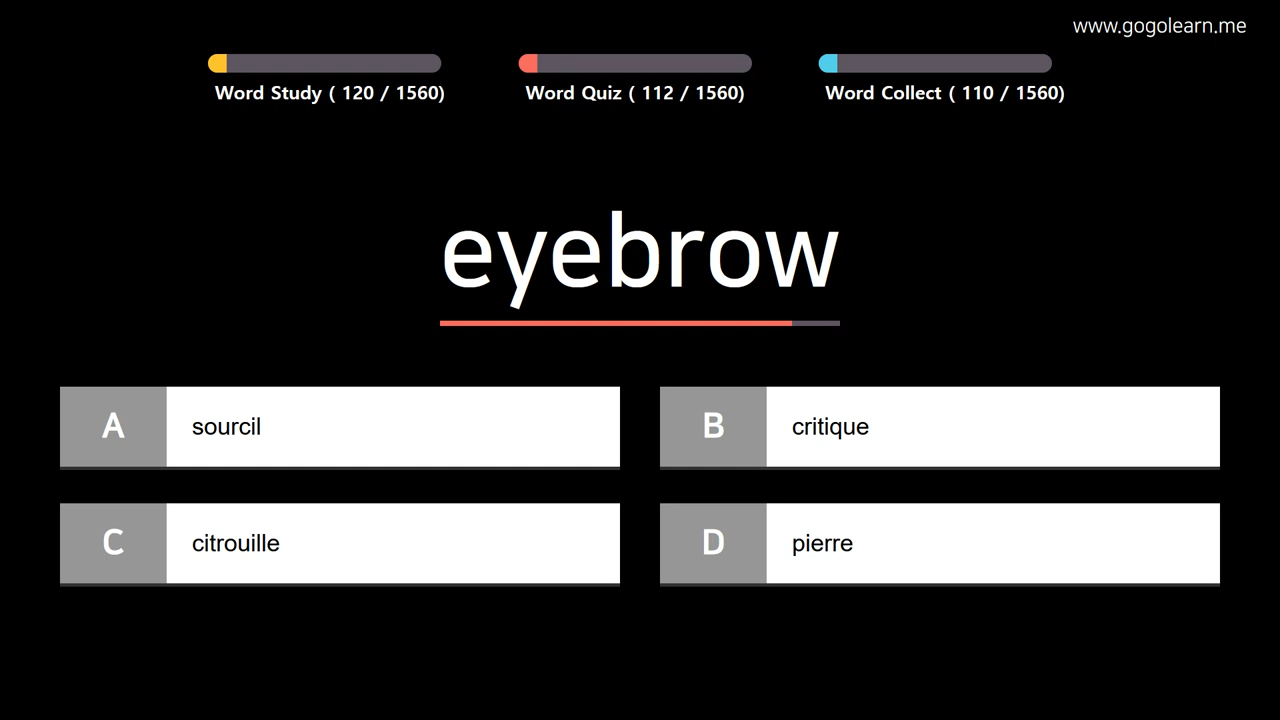 www.gogolearn.me
Word Study ( 120 / 1560)
Word Quiz ( 112 / 1560)
Word Collect ( 110 / 1560)
eyebrow
A sourcil
B critique
C citrouille
D pierre